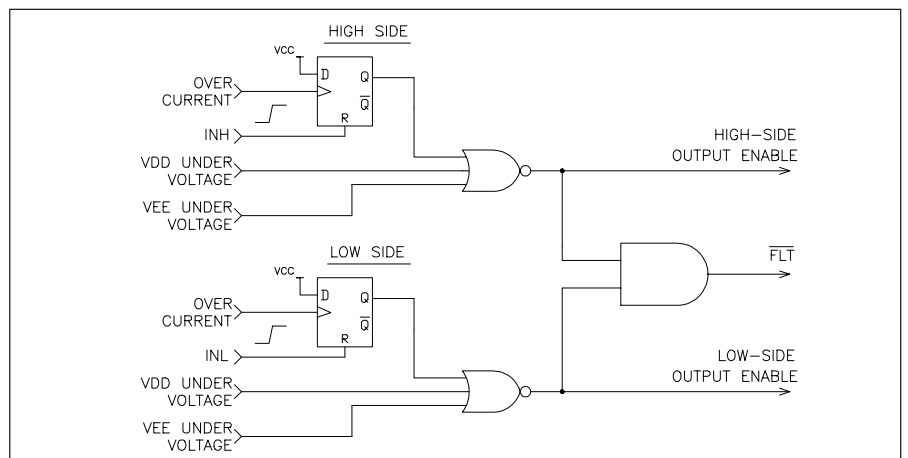 HIGH SIDE
VCC
D Q
OVER
CURRENT
Q̅
R
INH
HIGH–SIDE
OUTPUT ENABLE
VDD UNDER
VOLTAGE
VEE UNDER
VOLTAGE
LOW SIDE
F̅L̅T̅
VCC
D Q
OVER
CURRENT
Q̅
R
INL
LOW–SIDE
OUTPUT ENABLE
VDD UNDER
VOLTAGE
VEE UNDER
VOLTAGE